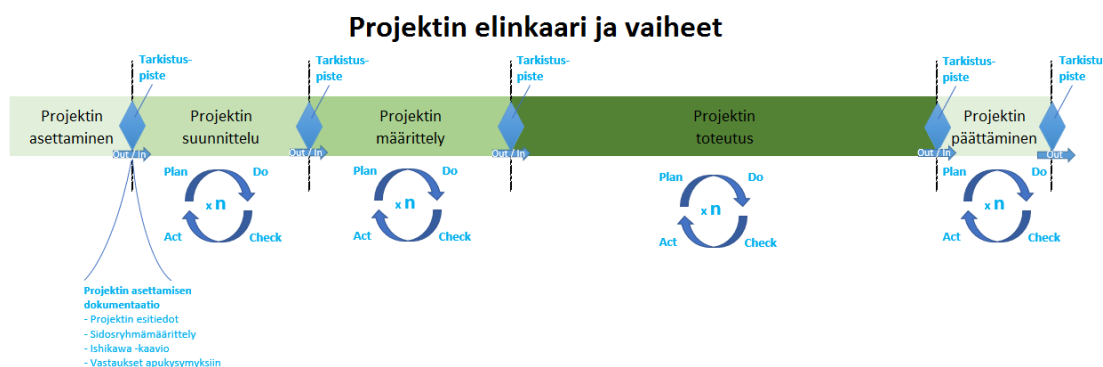 Projektin elinkaari ja vaiheet
Tarkistus-
piste
Tarkistus-
piste
Tarkistus-
piste
Tarkistus-
piste
Tarkistu
piste
Projektin
asettaminen
Projektin
suunnittelu
Projektin
määrittely
Projektin
toteutus
Projektin
päättäminen
Out / In
Out / In
Out / In
Out / In
Out
Plan
Do
x n
Act
Check
Plan
Do
x n
Act
Check
Plan
Do
x n
Act
Check
Plan
Do
x n
Act
Check
Projektin asettamisen
dokumentaatio
- Projektin esitiedot
- Sidosryhmämäärittely
- Ishikawa -kaavio
- Vastaukset apukysymyksiin